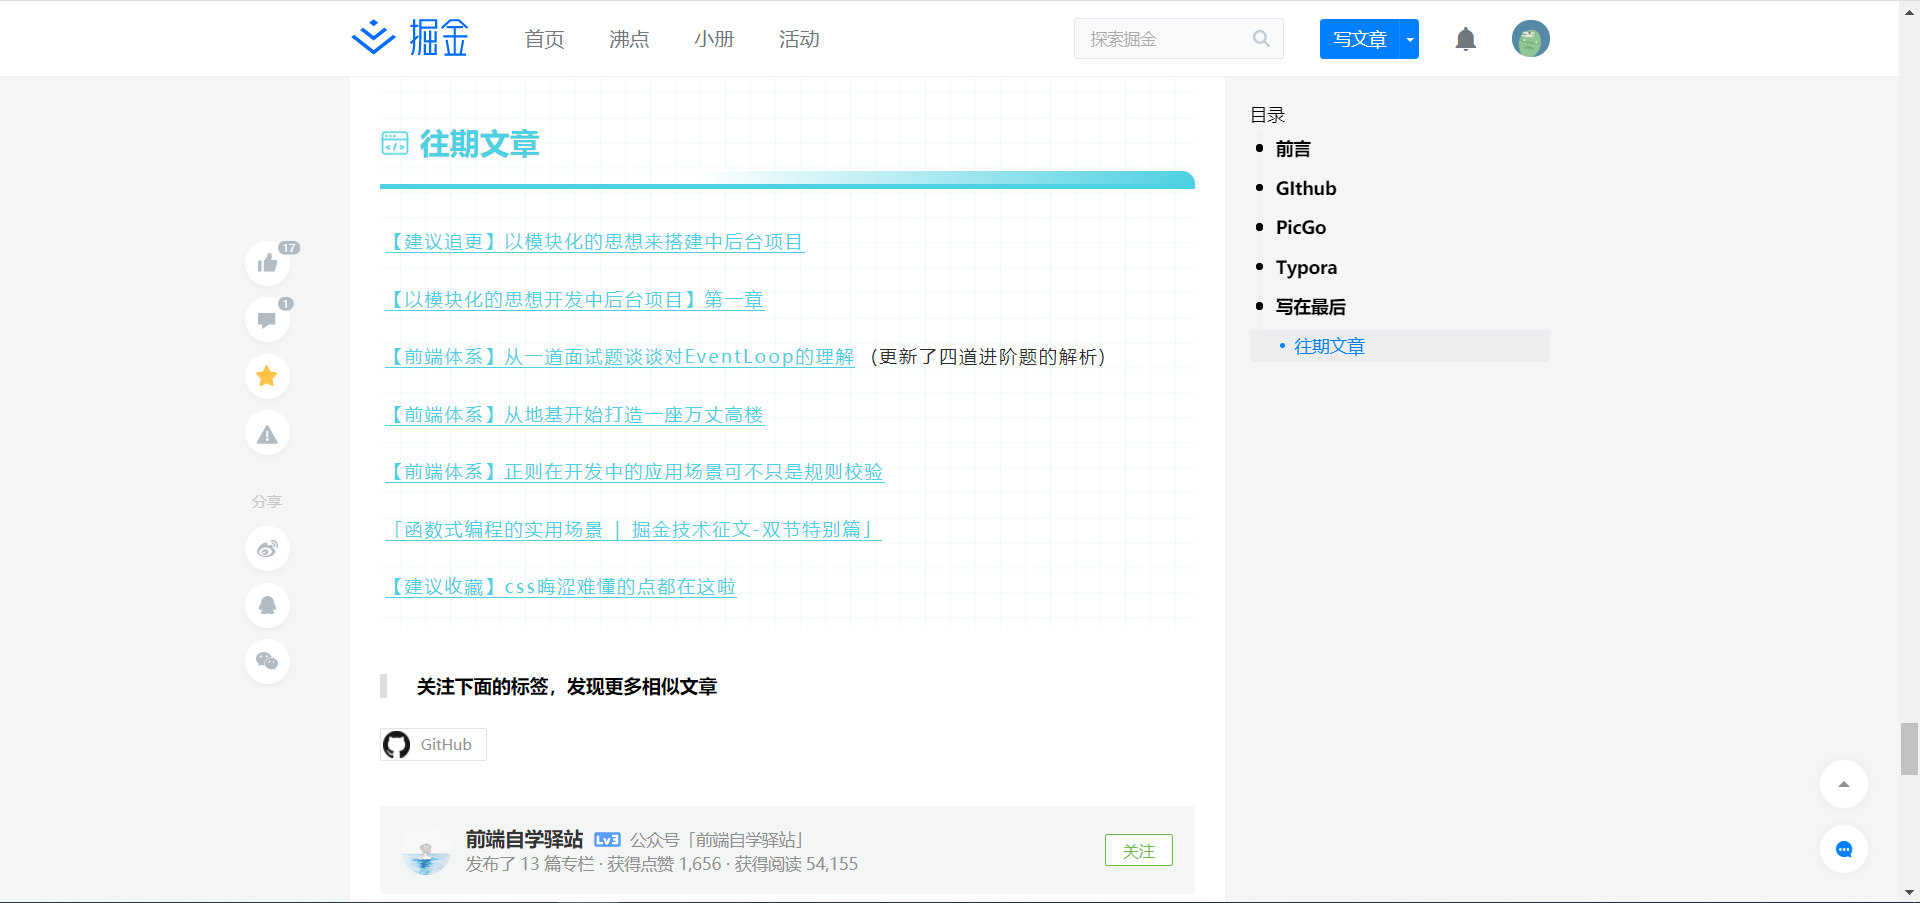 掘金 首页 沸点 小册 活动 探索掘金 写文章
往期文章
【建议追更】以模块化的思想来搭建中后台项目
【以模块化的思想开发中后台项目】第一章
【前端体系】从一道面试题谈谈对EventLoop的理解 (更新了四道进阶题的解析)
【前端体系】从地基开始打造一座万丈高楼
【前端体系】正则在开发中的应用场景可不只是规则校验
「函数式编程的实用场景 | 掘金技术征文-双节特别篇」
【建议收藏】css晦涩难懂的点都在这啦
17
1
分享
关注下面的标签，发现更多相似文章
GitHub
前端自学驿站 Lv3 公众号「前端自学驿站」
发布了 13 篇专栏 · 获得点赞 1,656 · 获得阅读 54,155
关注
目录
前言
GIthub
PicGo
Typora
写在最后
往期文章